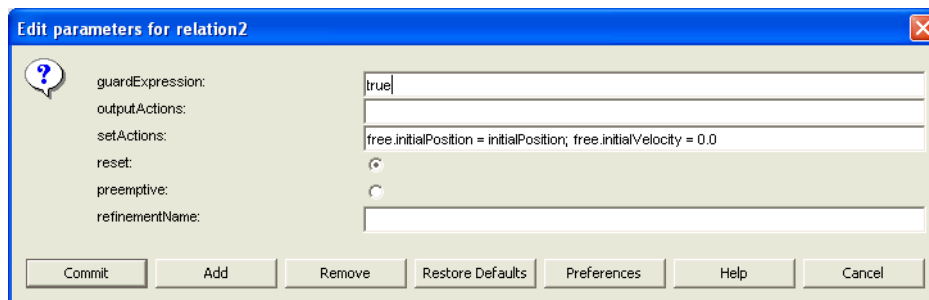 Edit parameters for relation2
?
guardExpression: true
outputActions:
setActions: free.initialPosition = initialPosition; free.initialVelocity = 0.0
reset:
preemptive:
refinementName:
Commit Add Remove Restore Defaults Preferences Help Cancel